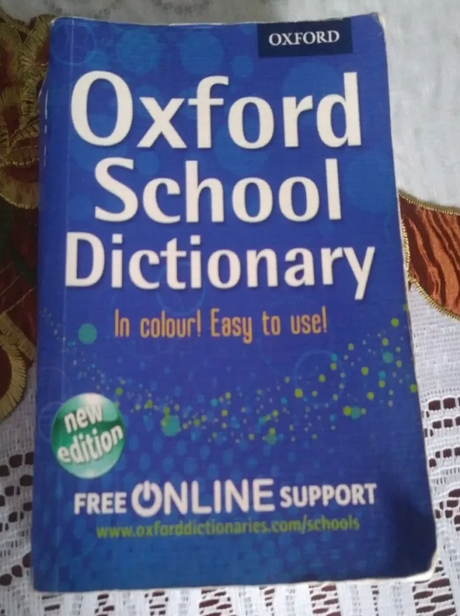 OXFORD
Oxford
School
Dictionary
In colour! Easy to use!
new
edition
FREE ONLINE SUPPORT
www.oxforddictionaries.com/schools